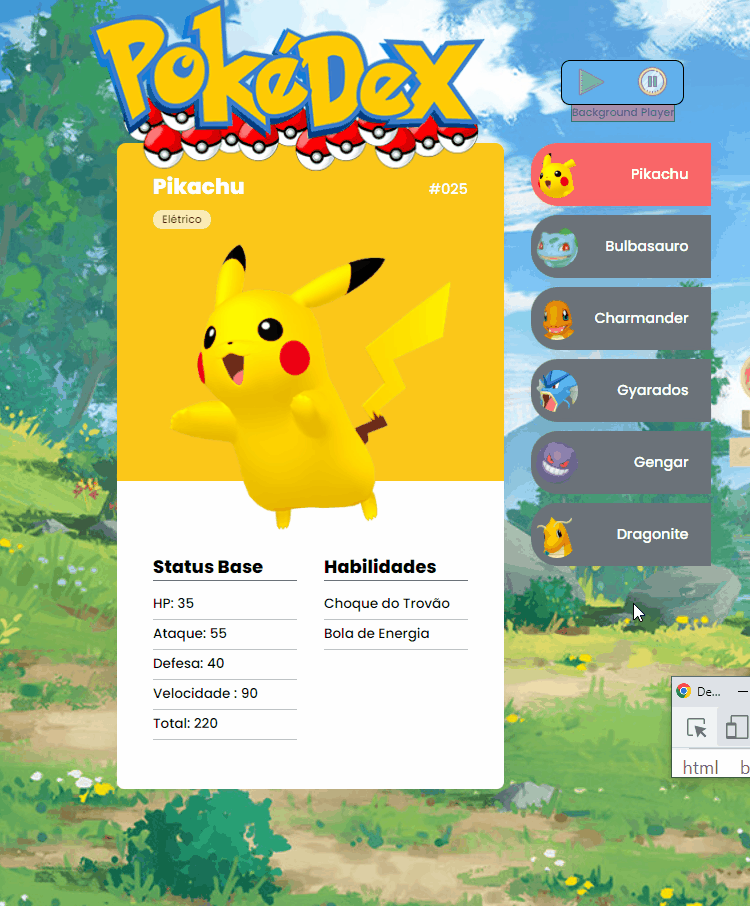 PokéDex
Background Player
Pikachu
#025
Elétrico
Pikachu
Bulbasauro
Charmander
Gyarados
Gengar
Dragonite
Status Base
HP: 35
Ataque: 55
Defesa: 40
Velocidade : 90
Total: 220
Habilidades
Choque do Trovão
Bola de Energia
De...
html
b